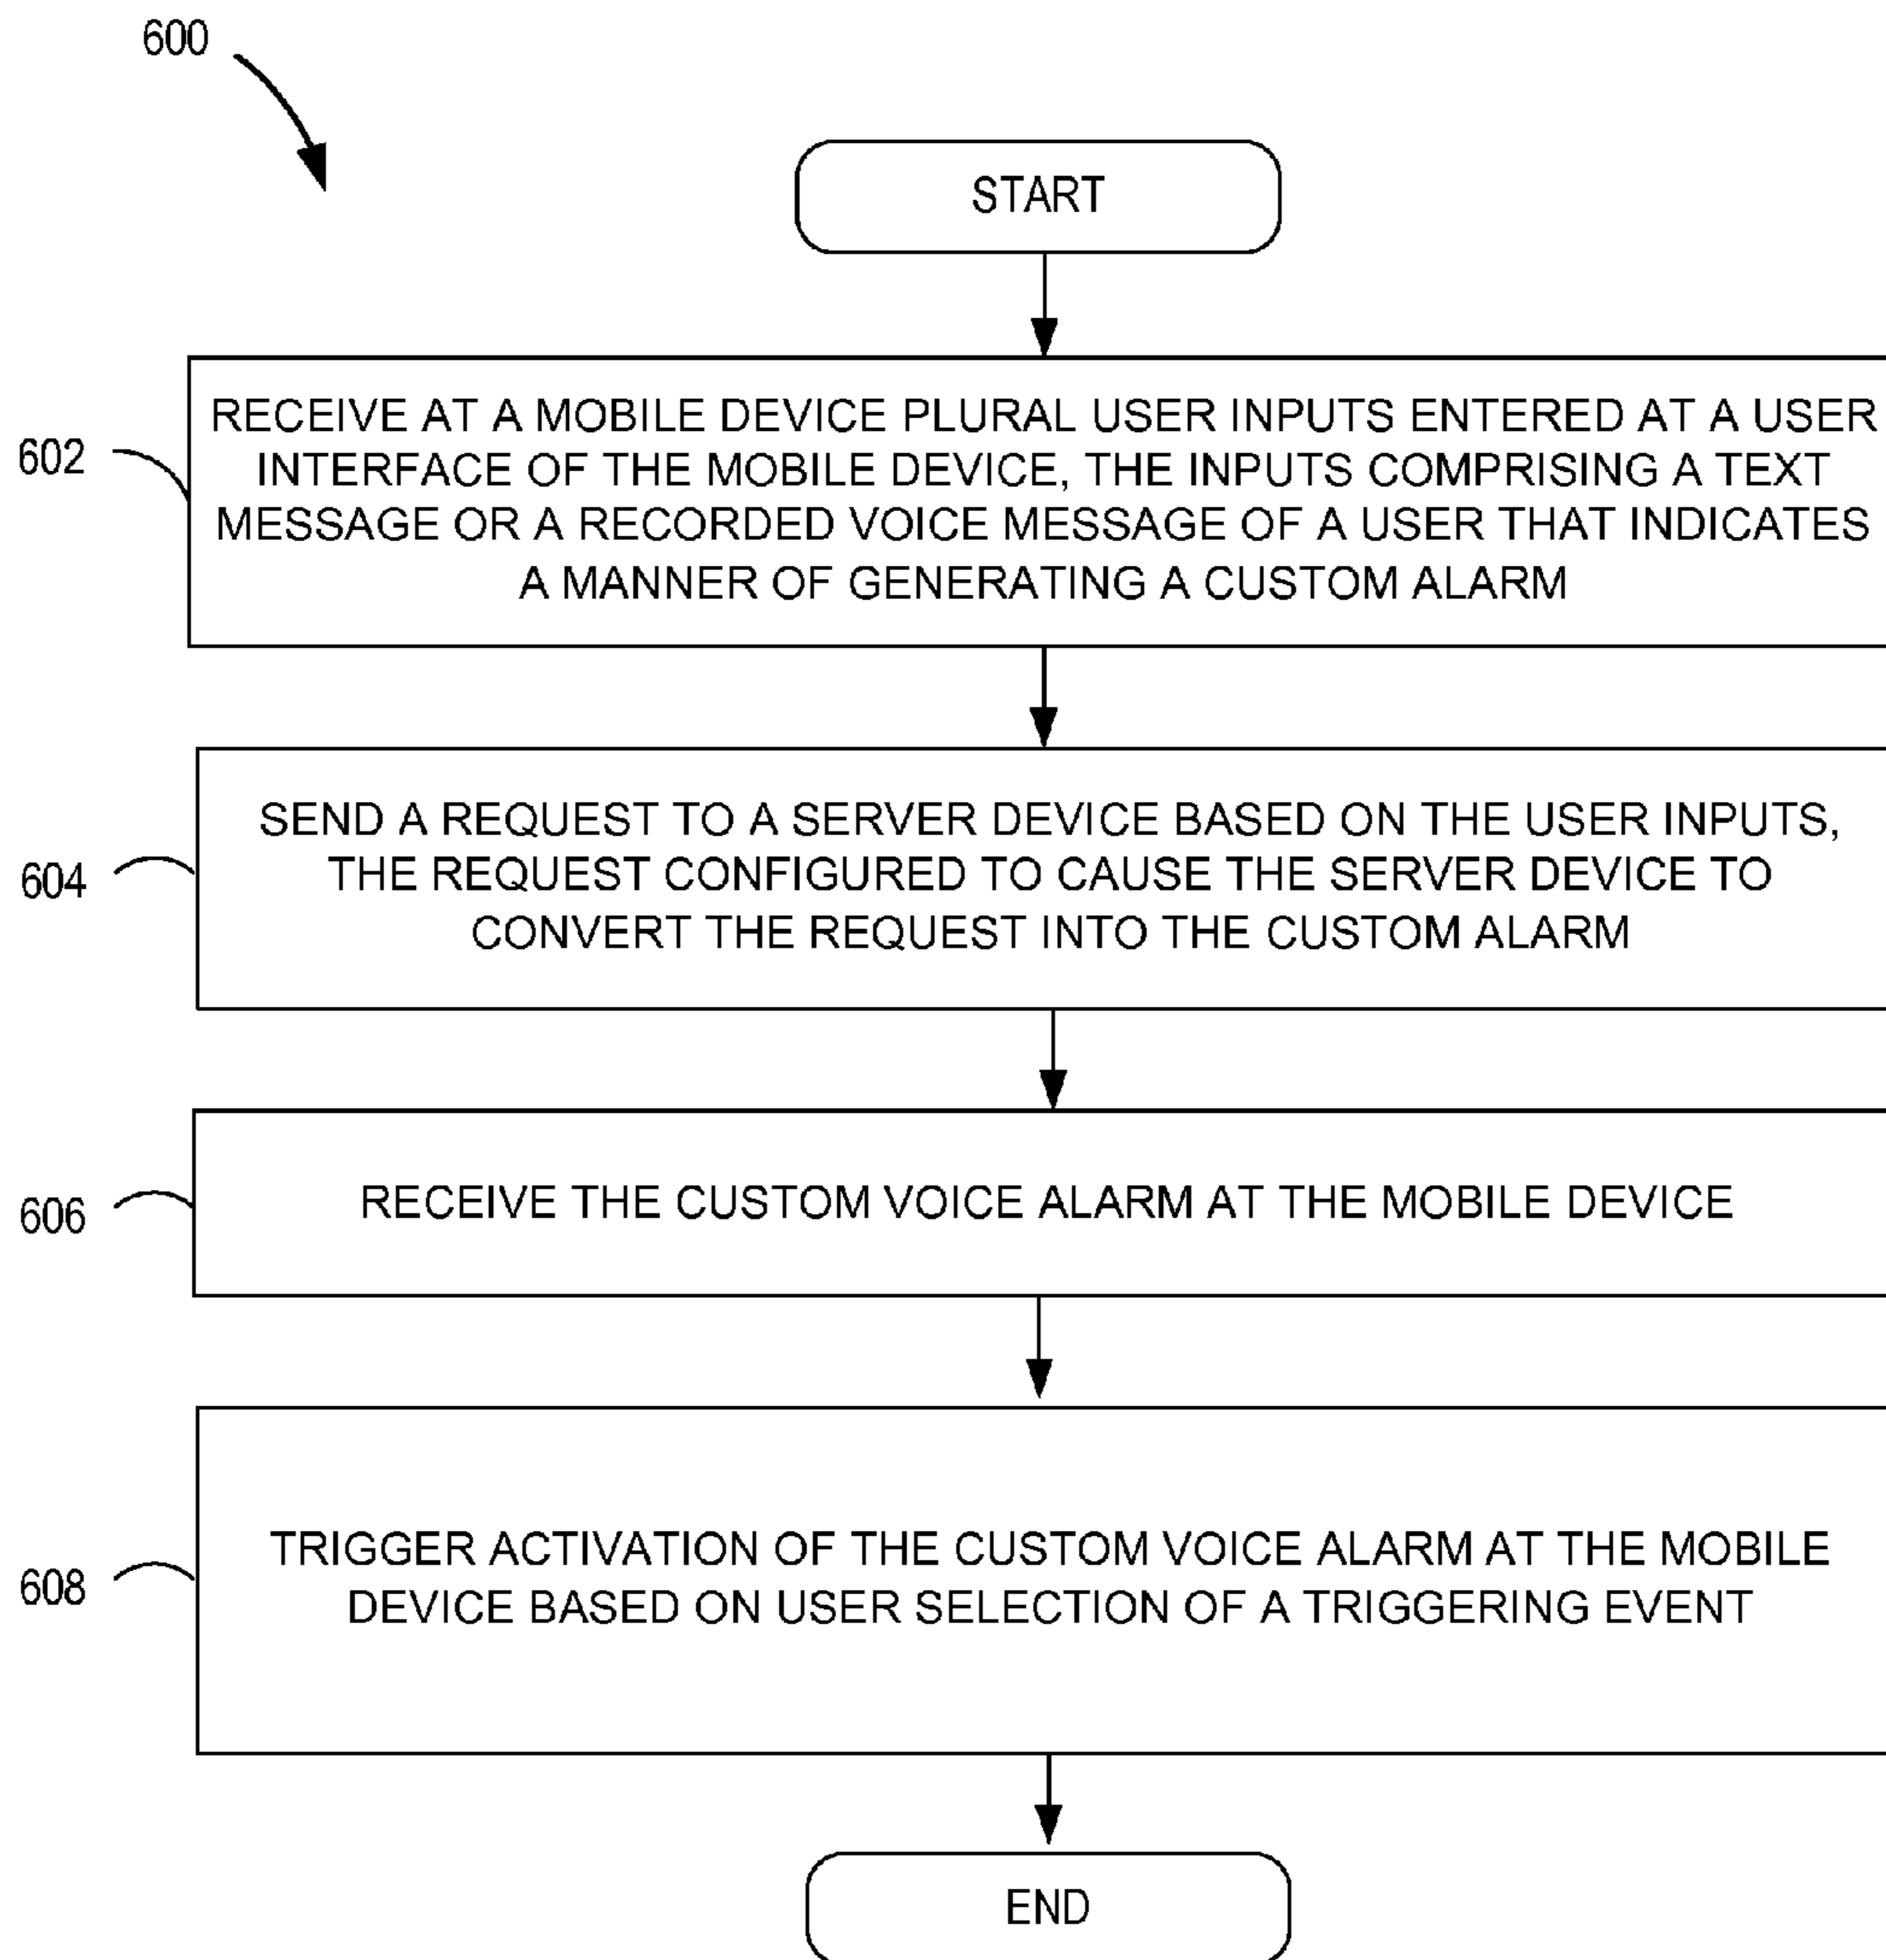 600
START
602
RECEIVE AT A MOBILE DEVICE PLURAL USER INPUTS ENTERED AT A USER
INTERFACE OF THE MOBILE DEVICE, THE INPUTS COMPRISING A TEXT
MESSAGE OR A RECORDED VOICE MESSAGE OF A USER THAT INDICATES
A MANNER OF GENERATING A CUSTOM ALARM
604
SEND A REQUEST TO A SERVER DEVICE BASED ON THE USER INPUTS,
THE REQUEST CONFIGURED TO CAUSE THE SERVER DEVICE TO
CONVERT THE REQUEST INTO THE CUSTOM ALARM
606
RECEIVE THE CUSTOM VOICE ALARM AT THE MOBILE DEVICE
608
TRIGGER ACTIVATION OF THE CUSTOM VOICE ALARM AT THE MOBILE
DEVICE BASED ON USER SELECTION OF A TRIGGERING EVENT
END